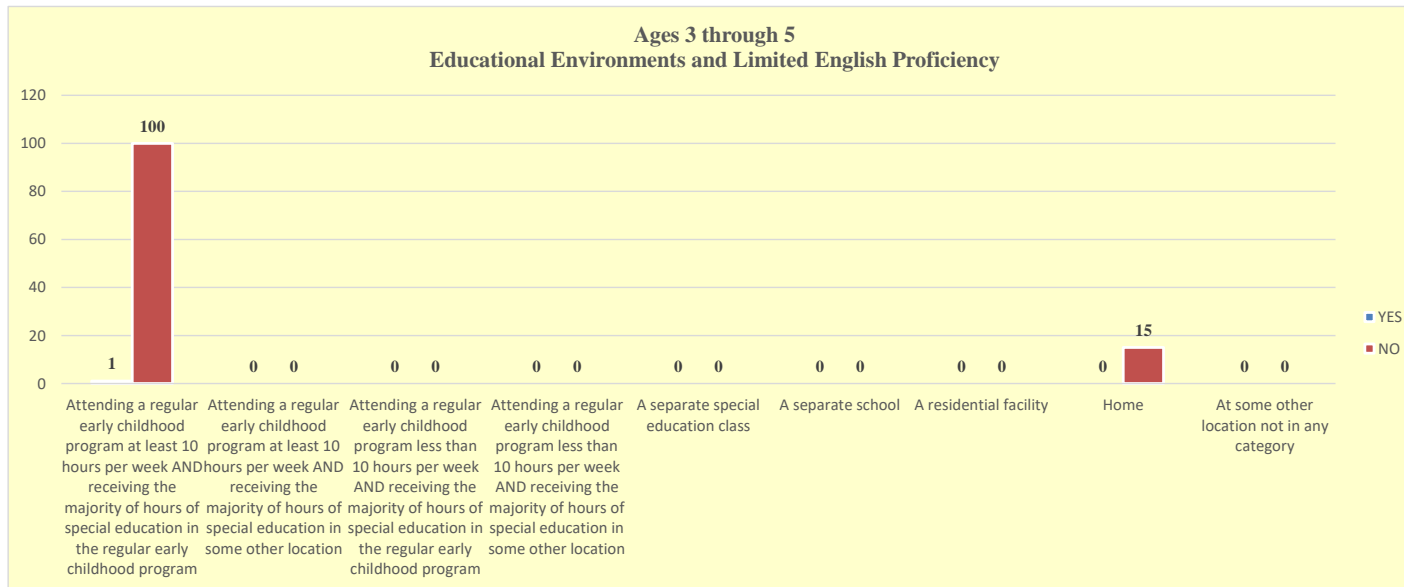 Ages 3 through 5
Educational Environments and Limited English Proficiency
120
100
80
60
40
20
0
1
100
0
0
0
0
0
0
0
0
0
0
0
0
0
15
0
0
YES
NO
Attending a regular
early childhood
program at least 10
hours per week AND
receiving the
majority of hours of
special education in
the regular early
childhood program
Attending a regular
early childhood
program at least 10
hours per week AND
receiving the
majority of hours of
special education in
some other location
Attending a regular
early childhood
program less than
10 hours per week
AND receiving the
majority of hours of
special education in
the regular early
childhood program
Attending a regular
early childhood
program less than
10 hours per week
AND receiving the
majority of hours of
special education in
some other location
A separate special
education class
A separate school
A residential facility
Home
At some other
location not in any
category